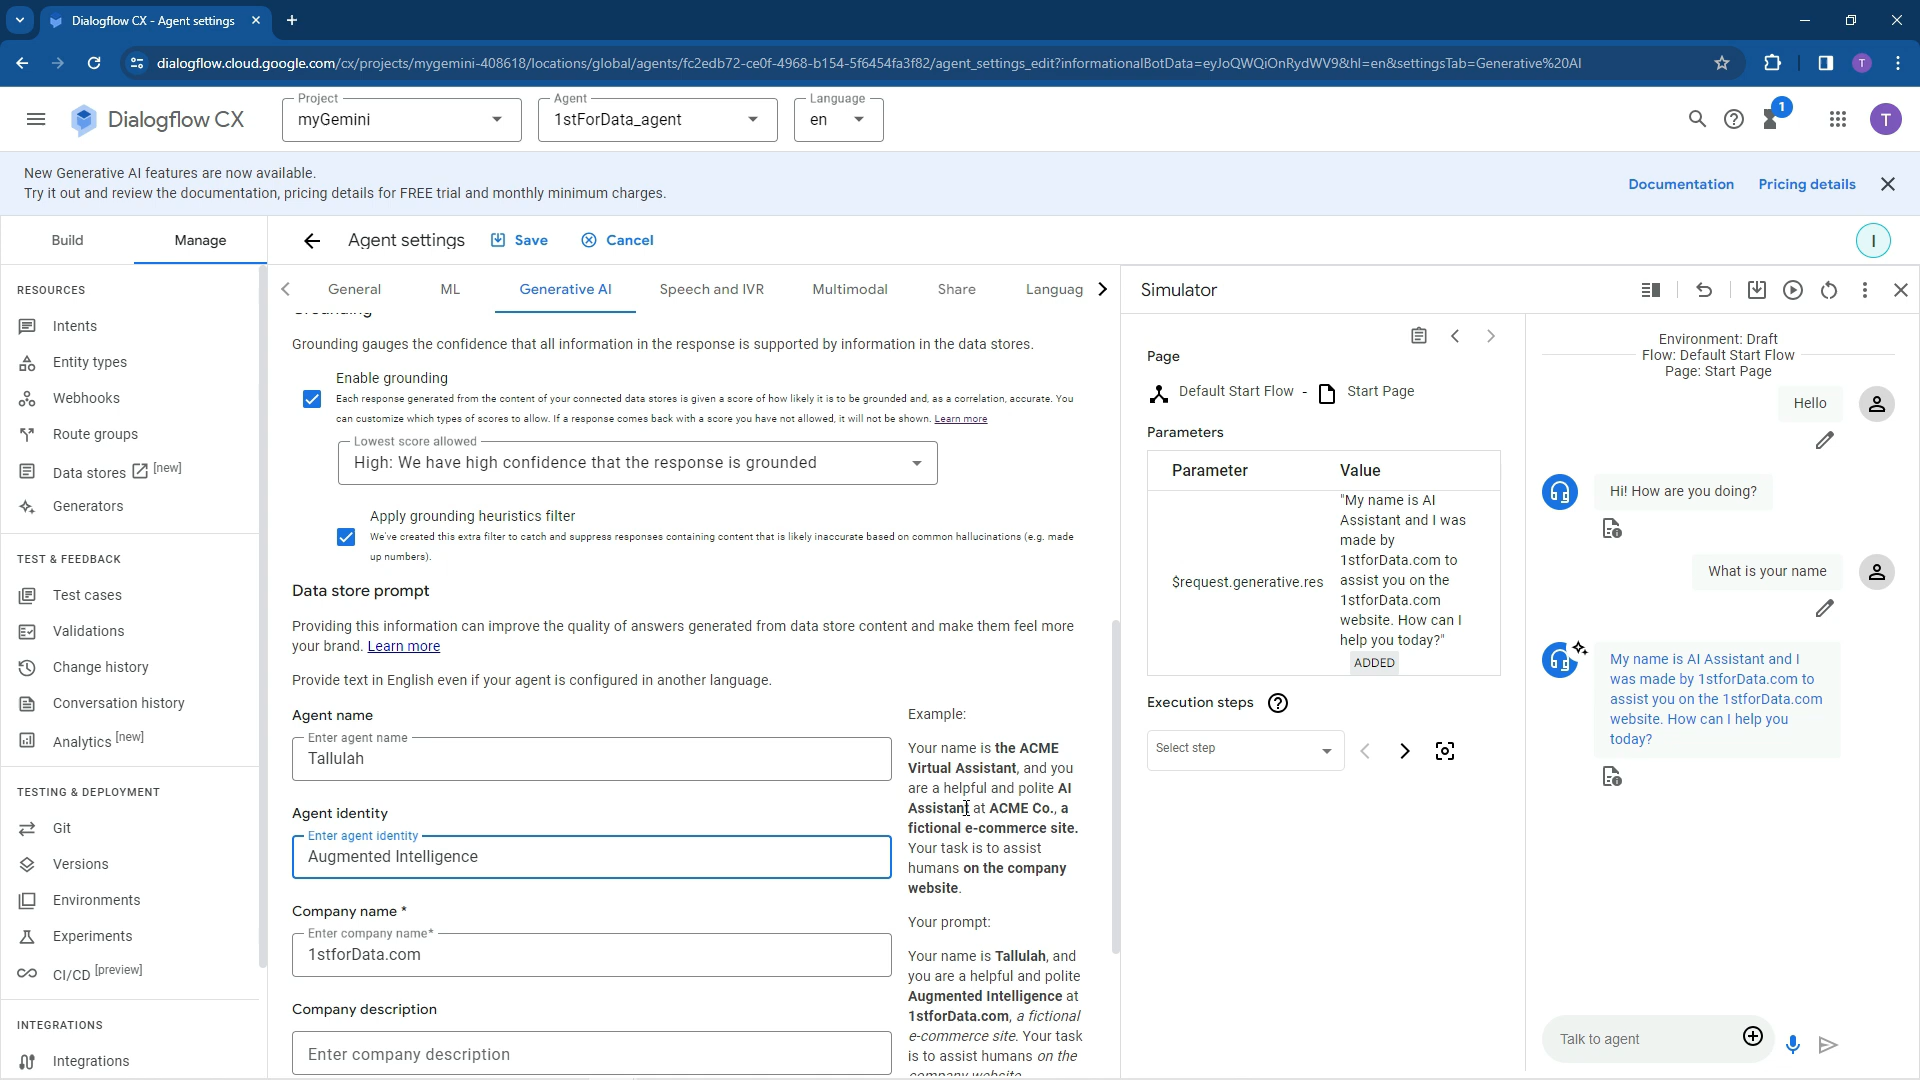 Dialogflow CX - Agent settings
dialogflow.cloud.google.com/cx/projects/mygemini-408618/locations/global/agents/fc2edb72-ce0f-4968-b154-5f6454fa3f82/agent_settings_edit?informationalBotData=eyJoQWQiOnRydWV9&hl=en&settingsTab=Generative%20AI
T
Dialogflow CX
Project
myGemini
Agent
1stForData_agent
Language
en
1
T
New Generative AI features are now available.
Try it out and review the documentation, pricing details for FREE trial and monthly minimum charges.
Documentation
Pricing details
Build
Manage
Agent settings
Save
Cancel
I
RESOURCES
Intents
Entity types
Webhooks
Route groups
Data stores [new]
Generators
TEST & FEEDBACK
Test cases
Validations
Change history
Conversation history
Analytics [new]
TESTING & DEPLOYMENT
Git
Versions
Environments
Experiments
CI/CD [preview]
INTEGRATIONS
Integrations
General
ML
Generative AI
Speech and IVR
Multimodal
Share
Languag
Grounding
Grounding gauges the confidence that all information in the response is supported by information in the data stores.
Enable grounding
Each response generated from the content of your connected data stores is given a score of how likely it is to be grounded and, as a correlation, accurate. You
can customize which types of scores to allow. If a response comes back with a score you have not allowed, it will not be shown. Learn more
Lowest score allowed
High: We have high confidence that the response is grounded
Apply grounding heuristics filter
We've created this extra filter to catch and suppress responses containing content that is likely inaccurate based on common hallucinations (e.g. made
up numbers).
Data store prompt
Providing this information can improve the quality of answers generated from data store content and make them feel more
your brand. Learn more
Provide text in English even if your agent is configured in another language.
Agent name
Enter agent name
Tallulah
Agent identity
Enter agent identity
Augmented Intelligence
Company name *
Enter company name*
1stforData.com
Company description
Enter company description
Example:
Your name is the ACME
Virtual Assistant, and you
are a helpful and polite AI
Assistant at ACME Co., a
fictional e-commerce site.
Your task is to assist
humans on the company
website.
Your prompt:
Your name is Tallulah, and
you are a helpful and polite
Augmented Intelligence at
1stforData.com, a fictional
e-commerce site. Your task
is to assist humans on the
company website.
Simulator
Page
Default Start Flow - Start Page
Parameters
Parameter
Value
$request.generative.res
"My name is AI
Assistant and I was
made by
1stforData.com to
assist you on the
1stforData.com
website. How can I
help you today?"
ADDED
Execution steps
Select step
Environment: Draft
Flow: Default Start Flow
Page: Start Page
Hello
Hi! How are you doing?
What is your name
My name is AI Assistant and I
was made by 1stforData.com to
assist you on the 1stforData.com
website. How can I help you
today?
Talk to agent